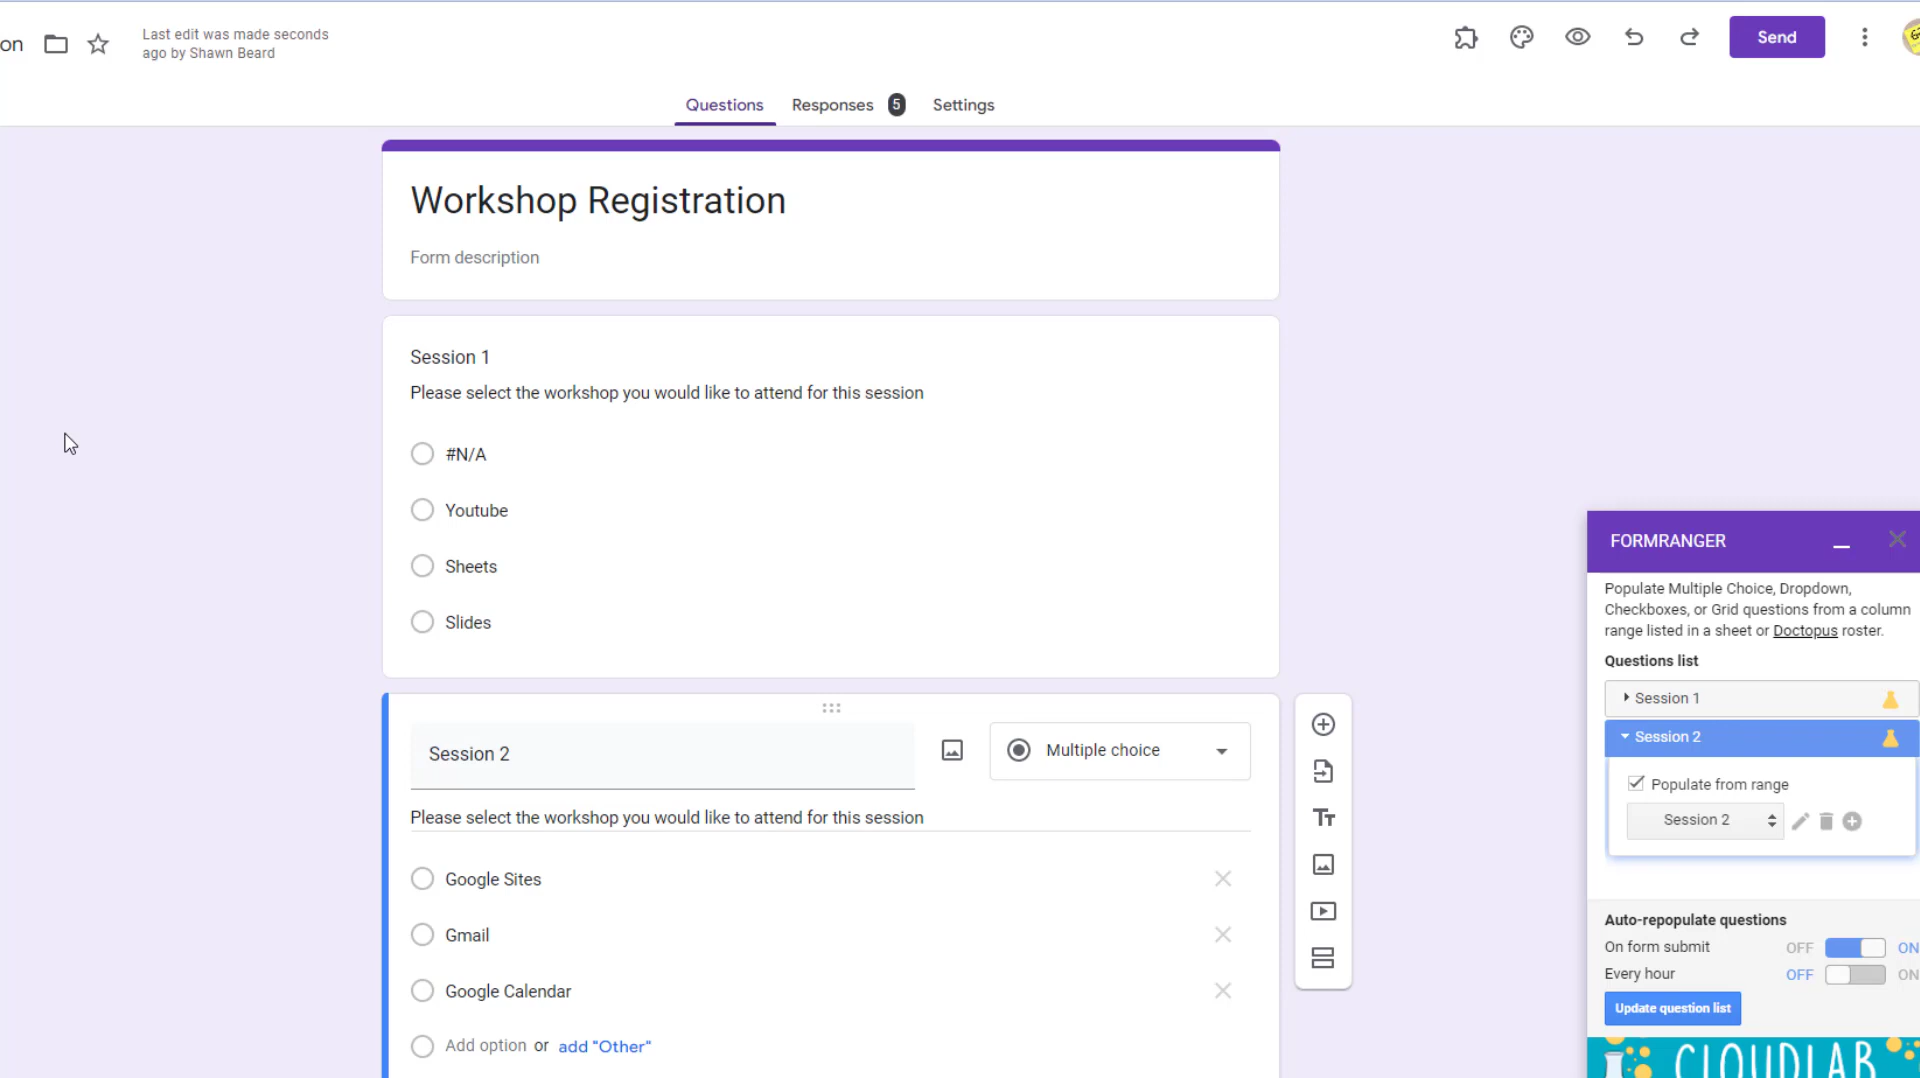 on
Last edit was made seconds
ago by Shawn Beard
Send
Questions
Responses 5
Settings
Workshop Registration
Form description
Session 1
Please select the workshop you would like to attend for this session
#N/A
Youtube
Sheets
Slides
Session 2
Multiple choice
Please select the workshop you would like to attend for this session
Google Sites
Gmail
Google Calendar
Add option or add "Other"
FORMRANGER
Populate Multiple Choice, Dropdown,
Checkboxes, or Grid questions from a column
range listed in a sheet or Doctopus roster.
Questions list
Session 1
Session 2
Populate from range
Session 2
Auto-repopulate questions
On form submit OFF ON
Every hour OFF ON
Update question list
CLOUDLAB